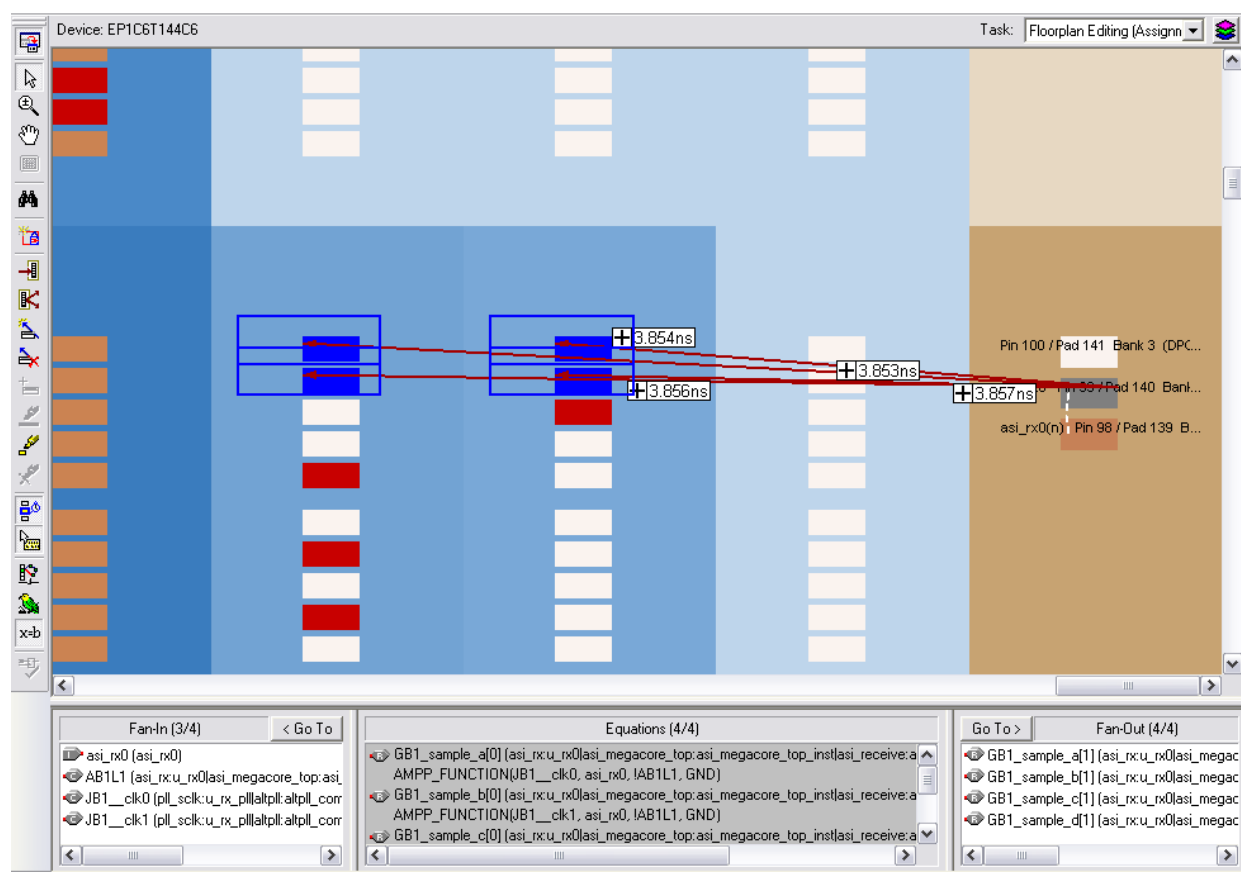 Device: EP1C6T144C6
Task: Floorplan Editing (Assignn
3.854ns
Pin 100 / Pad 141 Bank 3 (DPC...
3.853ns
Pin 99 / Pad 140 Bank...
3.856ns
3.857ns
asi_rx0(n) Pin 98 / Pad 139 B...
x=b
Fan-In (3/4)
< Go To
Equations (4/4)
Go To >
Fan-Out (4/4)
asi_rx0 (asi_rx0)
AB1L1 (asi_rx:u_rx0|asi_megacore_top:asi_
JB1__clk0 (pll_sclk:u_rx_pll|altpll:altpll_com
JB1__clk1 (pll_sclk:u_rx_pll|altpll:altpll_com
GB1_sample_a[0] (asi_rx:u_rx0|asi_megacore_top:asi_megacore_top_inst|asi_receive:a
AMPP_FUNCTION(JB1__clk0, asi_rx0, !AB1L1, GND)
GB1_sample_b[0] (asi_rx:u_rx0|asi_megacore_top:asi_megacore_top_inst|asi_receive:a
AMPP_FUNCTION(JB1__clk1, asi_rx0, !AB1L1, GND)
GB1_sample_c[0] (asi_rx:u_rx0|asi_megacore_top:asi_megacore_top_inst|asi_receive:a
GB1_sample_a[1] (asi_rx:u_rx0|asi_megac
GB1_sample_b[1] (asi_rx:u_rx0|asi_megac
GB1_sample_c[1] (asi_rx:u_rx0|asi_megac
GB1_sample_d[1] (asi_rx:u_rx0|asi_megac